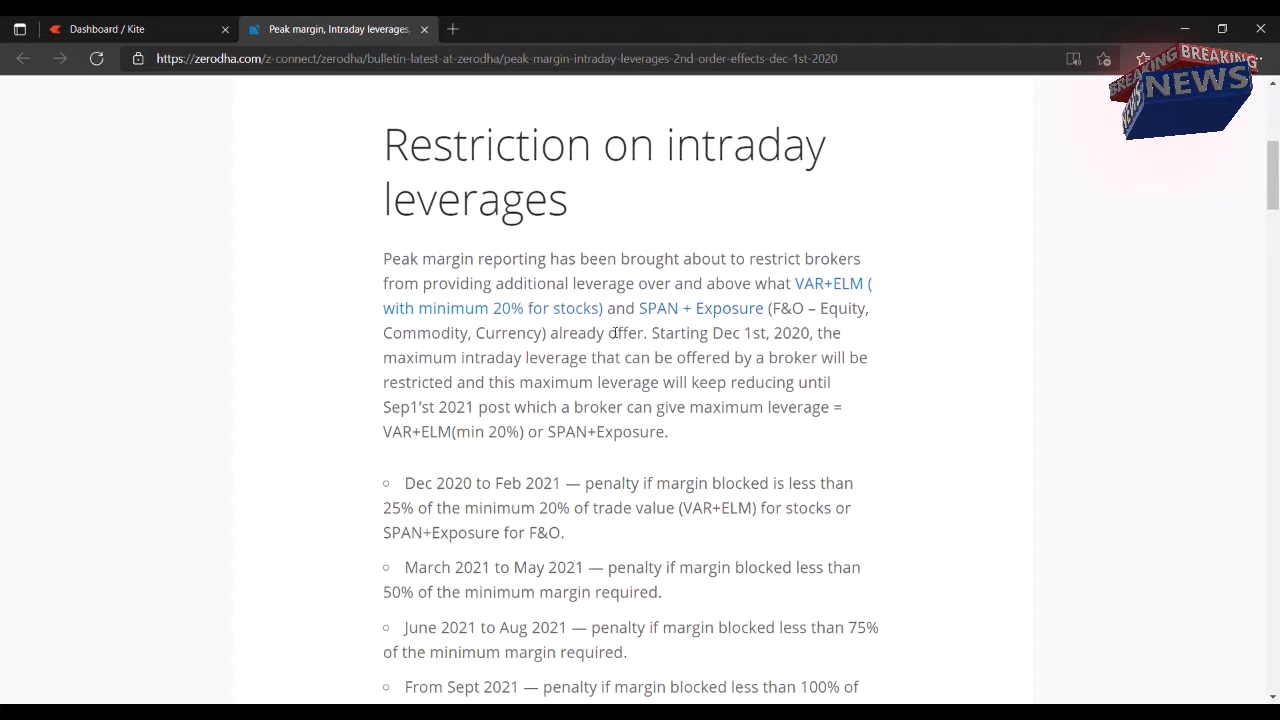 Dashboard / Kite
Peak margin, Intraday leverages,
https://zerodha.com/z-connect/zerodha/bulletin-latest-at-zerodha/peak-margin-intraday-leverages-2nd-order-effects-dec-1st-2020
BREAKING BREAKING
NEWS
NEWS
Restriction on intraday
leverages
Peak margin reporting has been brought about to restrict brokers
from providing additional leverage over and above what VAR+ELM (
with minimum 20% for stocks) and SPAN + Exposure (F&O – Equity,
Commodity, Currency) already offer. Starting Dec 1st, 2020, the
maximum intraday leverage that can be offered by a broker will be
restricted and this maximum leverage will keep reducing until
Sep1'st 2021 post which a broker can give maximum leverage =
VAR+ELM(min 20%) or SPAN+Exposure.
○ Dec 2020 to Feb 2021 — penalty if margin blocked is less than
25% of the minimum 20% of trade value (VAR+ELM) for stocks or
SPAN+Exposure for F&O.
○ March 2021 to May 2021 — penalty if margin blocked less than
50% of the minimum margin required.
○ June 2021 to Aug 2021 — penalty if margin blocked less than 75%
of the minimum margin required.
○ From Sept 2021 — penalty if margin blocked less than 100% of